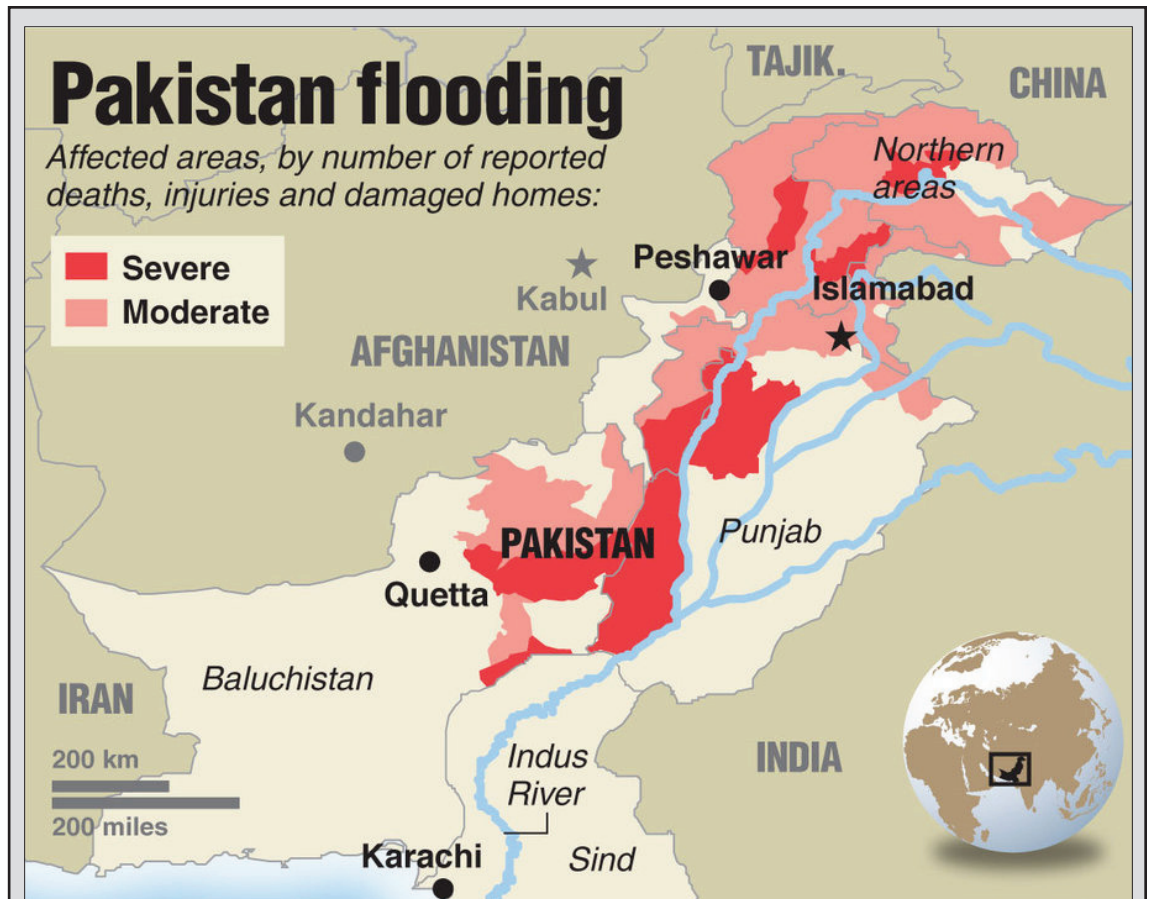 Pakistan flooding
Affected areas, by number of reported
deaths, injuries and damaged homes:
Severe
Moderate
TAJIK.
CHINA
Northern
areas
Peshawar
Kabul
Islamabad
AFGHANISTAN
Kandahar
PAKISTAN
Punjab
Quetta
Baluchistan
IRAN
INDIA
200 km
200 miles
Indus
River
Karachi
Sind